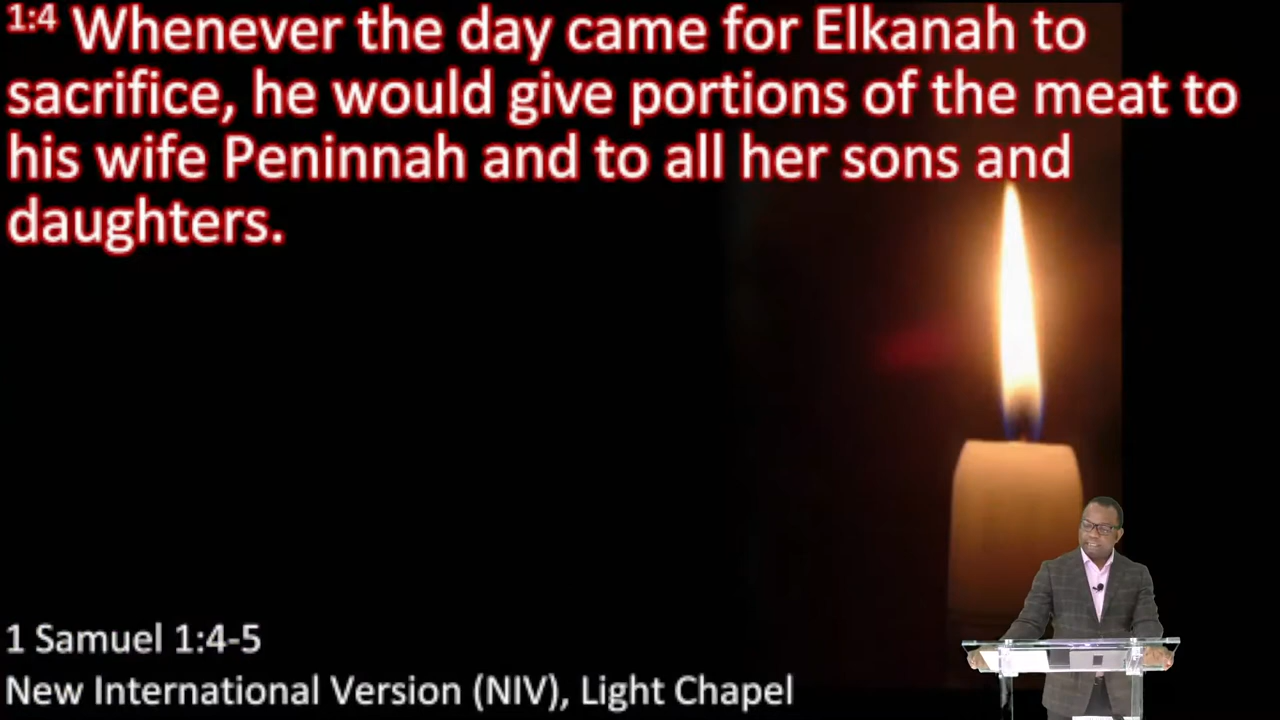 1:4 Whenever the day came for Elkanah to
sacrifice, he would give portions of the meat to
his wife Peninnah and to all her sons and
daughters.
1 Samuel 1:4-5
New International Version (NIV), Light Chapel